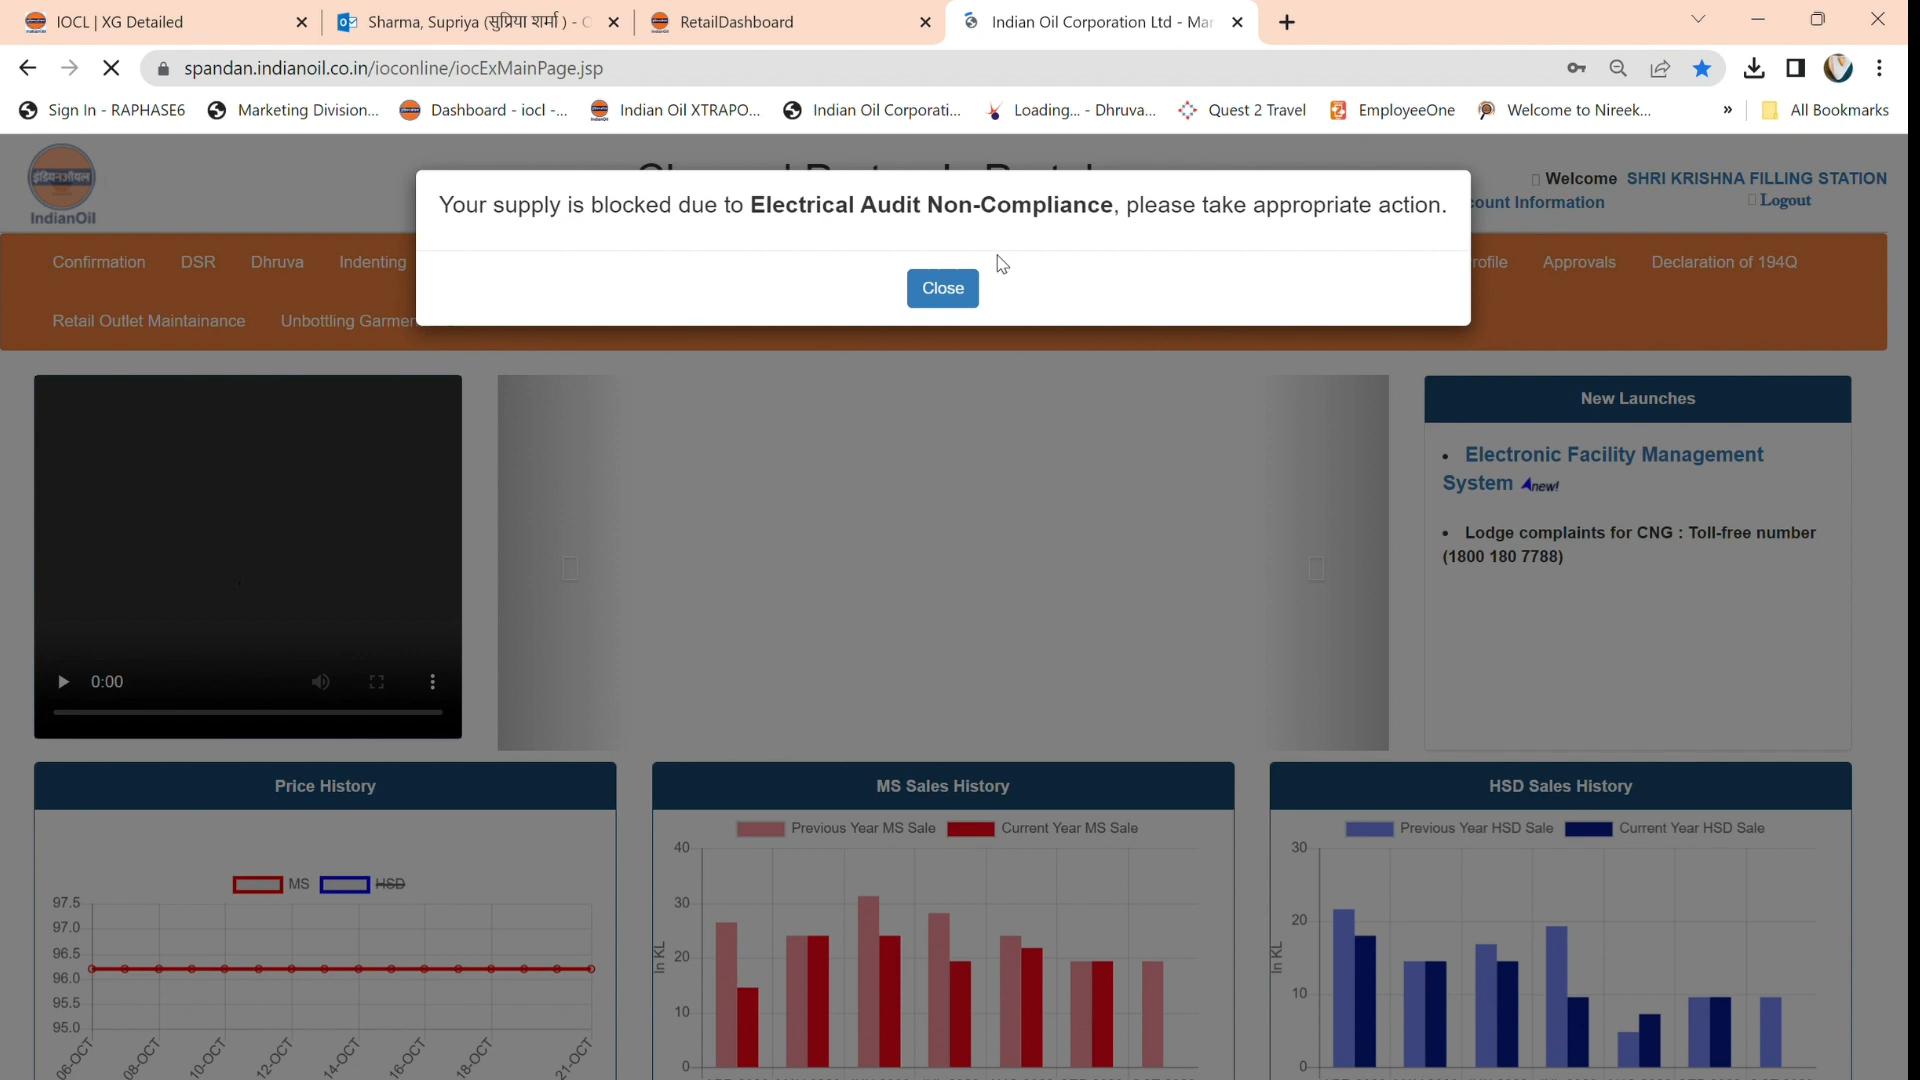 IOCL | XG Detailed
Sharma, Supriya (सुप्रिया शर्मा ) - O
RetailDashboard
Indian Oil Corporation Ltd - Mar
spandan.indianoil.co.in/ioconline/iocExMainPage.jsp
Sign In - RAPHASE6
Marketing Division...
Dashboard - iocl -...
Indian Oil XTRAPO...
Indian Oil Corporati...
Loading... - Dhruva...
Quest 2 Travel
EmployeeOne
Welcome to Nireek...
»
All Bookmarks
इंडियनऑयल
IndianOil
Welcome SHRI KRISHNA FILLING STATION
count Information
Logout
Your supply is blocked due to Electrical Audit Non-Compliance, please take appropriate action.
Close
Confirmation
DSR
Dhruva
Indenting
rofile
Approvals
Declaration of 194Q
Retail Outlet Maintainance
Unbottling Garmen
0:00
New Launches
• Electronic Facility Management
System new!
• Lodge complaints for CNG : Toll-free number
(1800 180 7788)
Price History
MS
HSD
97.5
97.0
96.5
96.0
95.5
95.0
06-OCT
08-OCT
10-OCT
12-OCT
14-OCT
16-OCT
18-OCT
21-OCT
MS Sales History
Previous Year MS Sale
Current Year MS Sale
In KL
40
30
20
10
0
HSD Sales History
Previous Year HSD Sale
Current Year HSD Sale
In KL
30
20
10
0